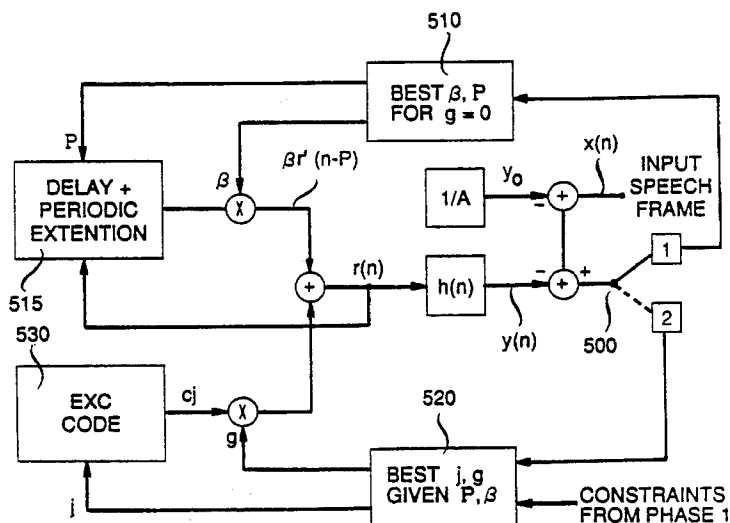 510
BEST β, P
FOR g = 0
P
β
βr' (n-P)
x(n)
INPUT
SPEECH
FRAME
DELAY +
PERIODIC
EXTENTION
515
X
1/A
y₀
-
+
+
r(n)
h(n)
-
+
+
y(n)
1
500
2
530
EXC
CODE
cj
X
g
j
520
BEST j, g
GIVEN P, β
CONSTRAINTS
FROM PHASE 1